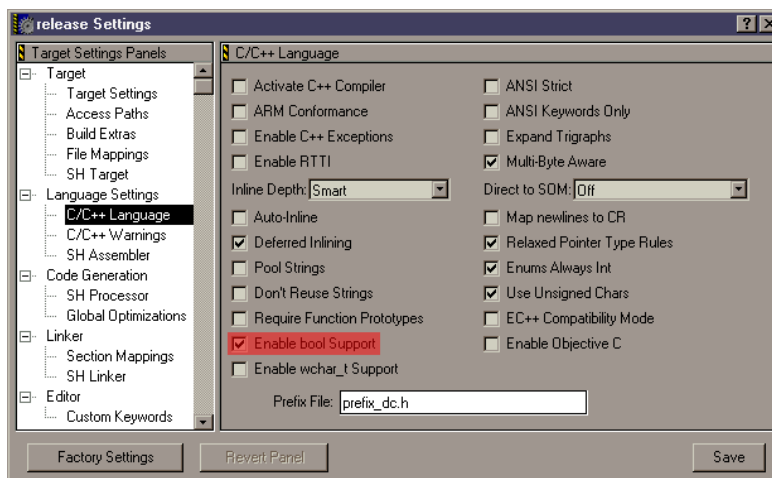 release Settings
Target Settings Panels
Target
Target Settings
Access Paths
Build Extras
File Mappings
SH Target
Language Settings
C/C++ Language
C/C++ Warnings
SH Assembler
Code Generation
SH Processor
Global Optimizations
Linker
Section Mappings
SH Linker
Editor
Custom Keywords
C/C++ Language
Activate C++ Compiler
ARM Conformance
Enable C++ Exceptions
Enable RTTI
Inline Depth: Smart
Auto-Inline
Deferred Inlining
Pool Strings
Don't Reuse Strings
Require Function Prototypes
Enable bool Support
Enable wchar_t Support
ANSI Strict
ANSI Keywords Only
Expand Trigraphs
Multi-Byte Aware
Direct to SOM: Off
Map newlines to CR
Relaxed Pointer Type Rules
Enums Always Int
Use Unsigned Chars
EC++ Compatibility Mode
Enable Objective C
Prefix File: prefix_dc.h
Factory Settings
Revert Panel
Save